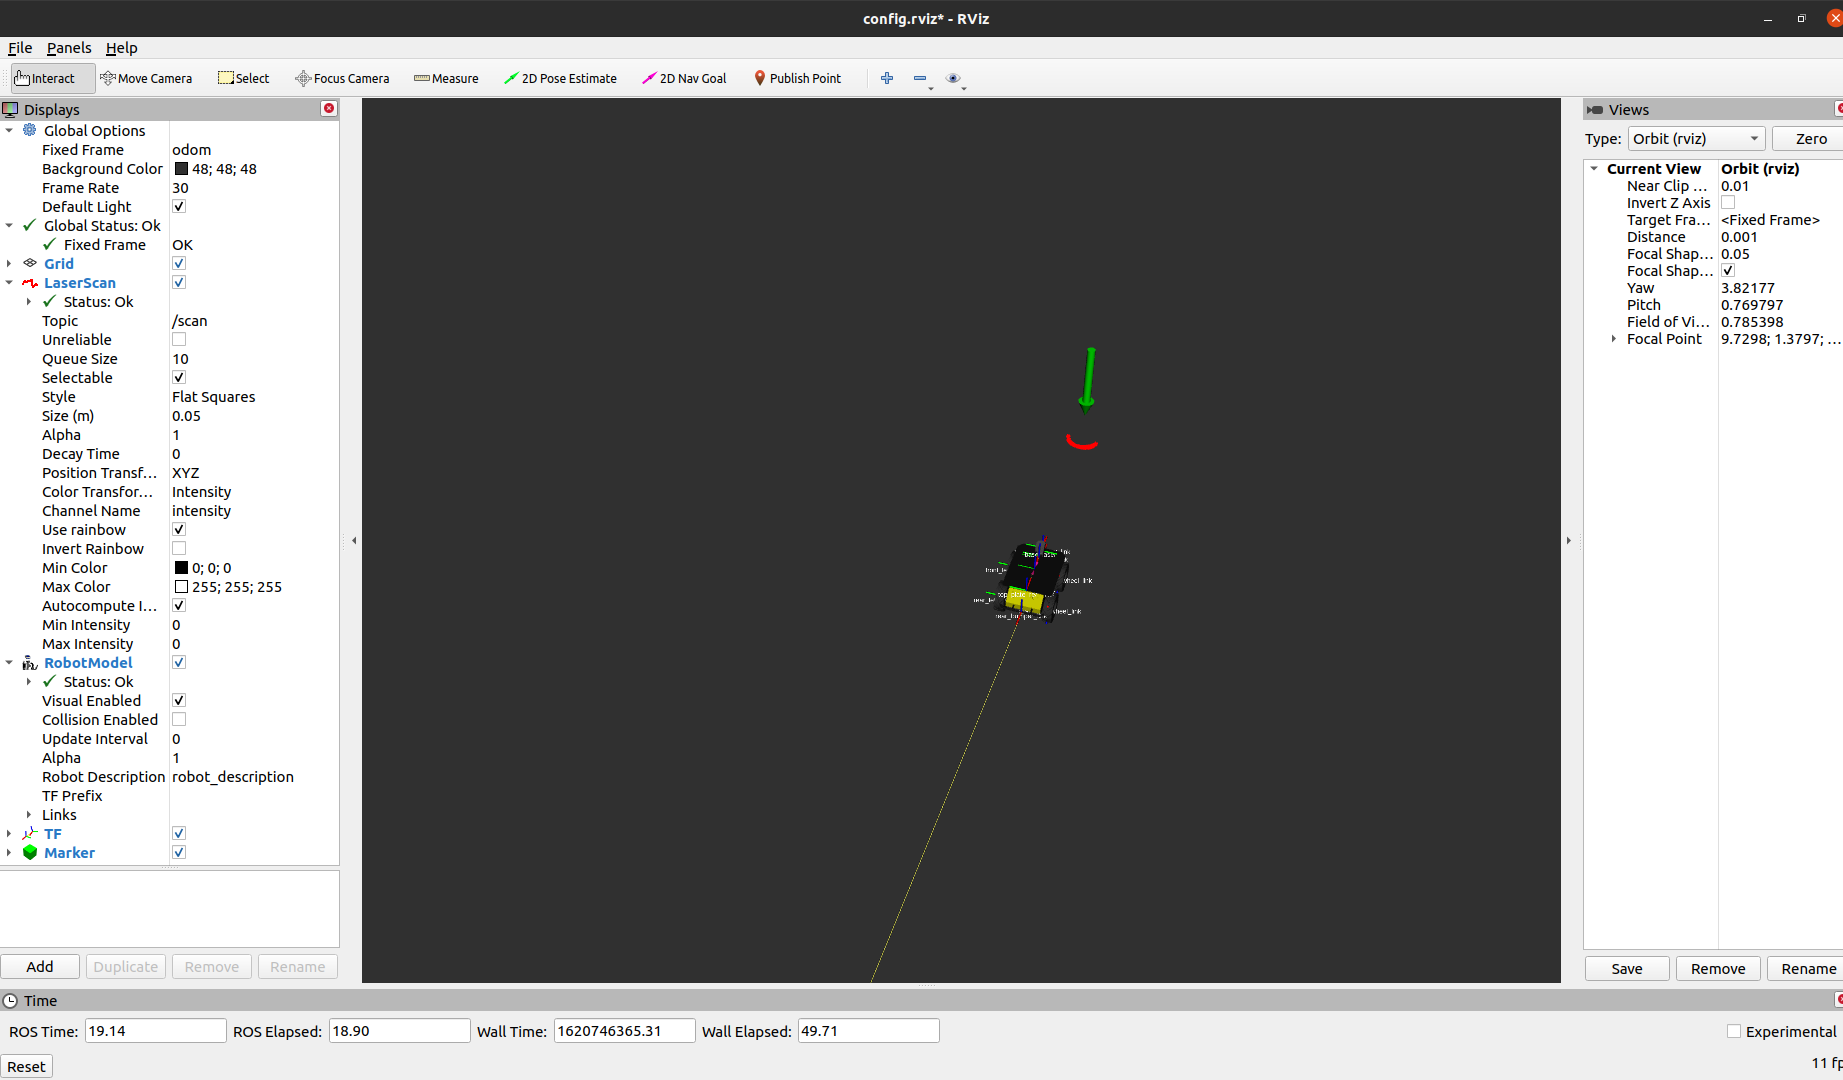 config.rviz* - RViz
File Panels Help
Interact Move Camera Select Focus Camera Measure 2D Pose Estimate 2D Nav Goal Publish Point
Displays
Global Options
Fixed Frame odom
Background Color 48; 48; 48
Frame Rate 30
Default Light
Global Status: Ok
Fixed Frame OK
Grid
LaserScan
Status: Ok
Topic /scan
Unreliable
Queue Size 10
Selectable
Style Flat Squares
Size (m) 0.05
Alpha 1
Decay Time 0
Position Transf... XYZ
Color Transfor... Intensity
Channel Name intensity
Use rainbow
Invert Rainbow
Min Color 0; 0; 0
Max Color 255; 255; 255
Autocompute I...
Min Intensity 0
Max Intensity 0
RobotModel
Status: Ok
Visual Enabled
Collision Enabled
Update Interval 0
Alpha 1
Robot Description robot_description
TF Prefix
Links
TF
Marker
Add Duplicate Remove Rename
wheel_link
Views
Type: Orbit (rviz) Zero
Current View Orbit (rviz)
Near Clip ... 0.01
Invert Z Axis
Target Fra... <Fixed Frame>
Distance 0.001
Focal Shap... 0.05
Focal Shap...
Yaw 3.82177
Pitch 0.769797
Field of Vi... 0.785398
Focal Point 9.7298; 1.3797; ...
Save Remove Rename
Time
ROS Time: 19.14 ROS Elapsed: 18.90 Wall Time: 1620746365.31 Wall Elapsed: 49.71 Experimental
Reset 11 fp